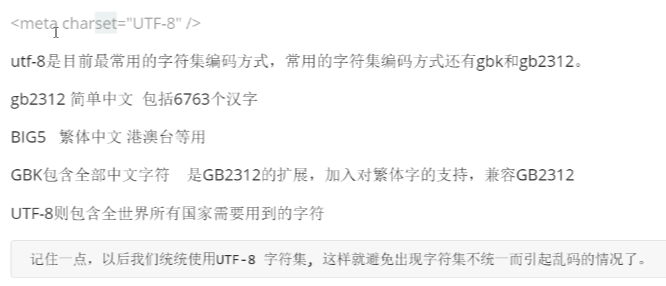 <meta charset="UTF-8" />
utf-8是目前最常用的字符集编码方式，常用的字符集编码方式还有gbk和gb2312。
gb2312 简单中文 包括6763个汉字
BIG5 繁体中文 港澳台等用
GBK包含全部中文字符 是GB2312的扩展，加入对繁体字的支持，兼容GB2312
UTF-8则包含全世界所有国家需要用到的字符
记住一点，以后我们统统使用UTF-8 字符集, 这样就避免出现字符集不统一而引起乱码的情况了。